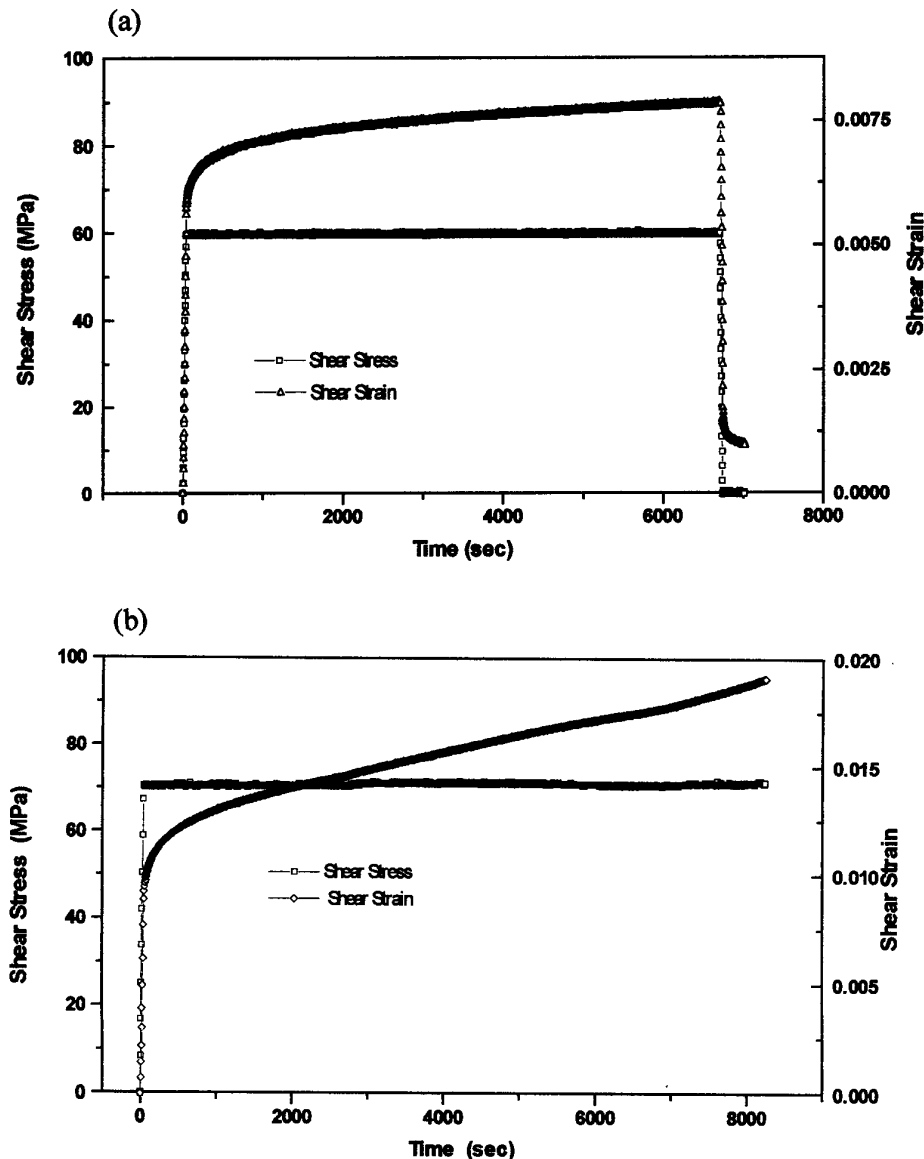 (a)
100
80
60
40
20
0
Shear Stress (MPa)
0.0075
0.0050
0.0025
0.0000
Shear Strain
Shear Stress
Shear Strain
0
2000
4000
6000
8000
Time (sec)
(b)
100
80
60
40
20
0
Shear Stress (MPa)
0.020
0.015
0.010
0.005
0.000
Shear Strain
Shear Stress
Shear Strain
0
2000
4000
6000
8000
Time (sec)